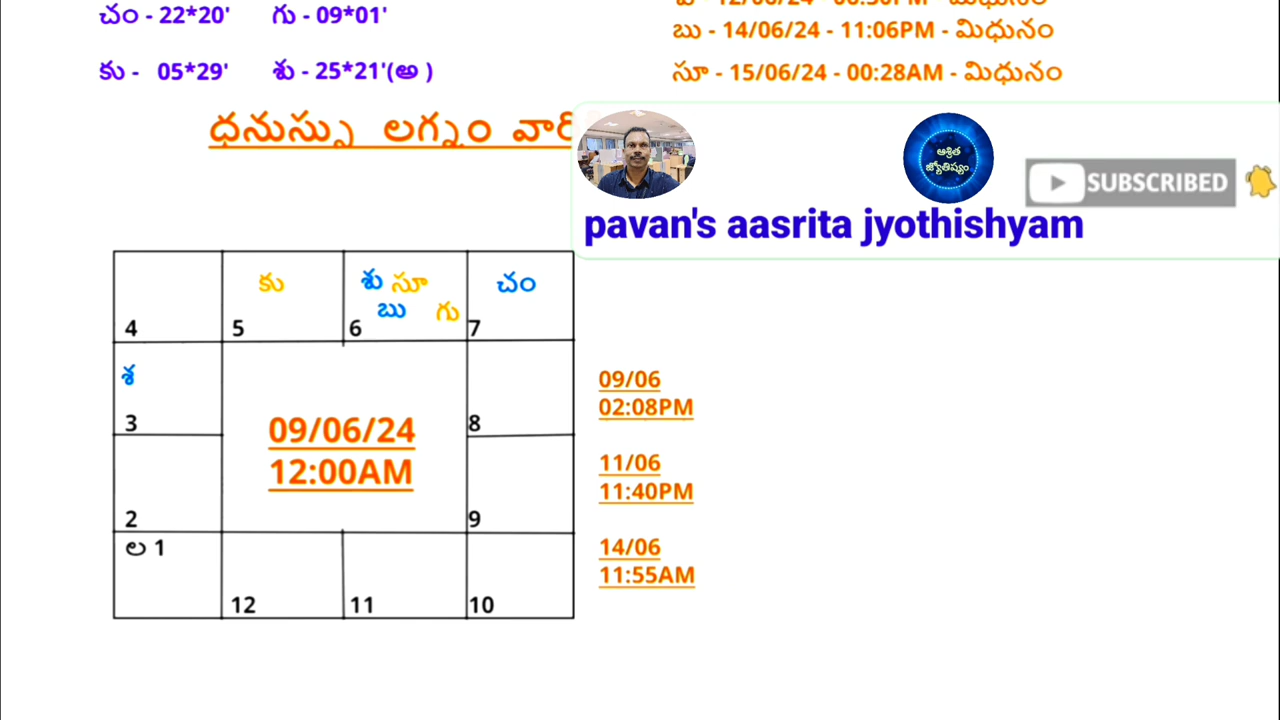 చం - 22*20' గు - 09*01'
బు - 14/06/24 - 11:06PM - మిధునం
కు - 05*29' శు - 25*21'(అ )
సూ - 15/06/24 - 00:28AM - మిధునం
ధనుస్సు లగ్నం
ఆశ్రిత
జ్యోతిష్యం
SUBSCRIBED
pavan's aasrita jyothishyam
కు
శు సూ
చం
బు గు
4 5 6 7
శ
3 8
09/06/24
12:00AM
2 9
ల 1
12 11 10
09/06
02:08PM
11/06
11:40PM
14/06
11:55AM